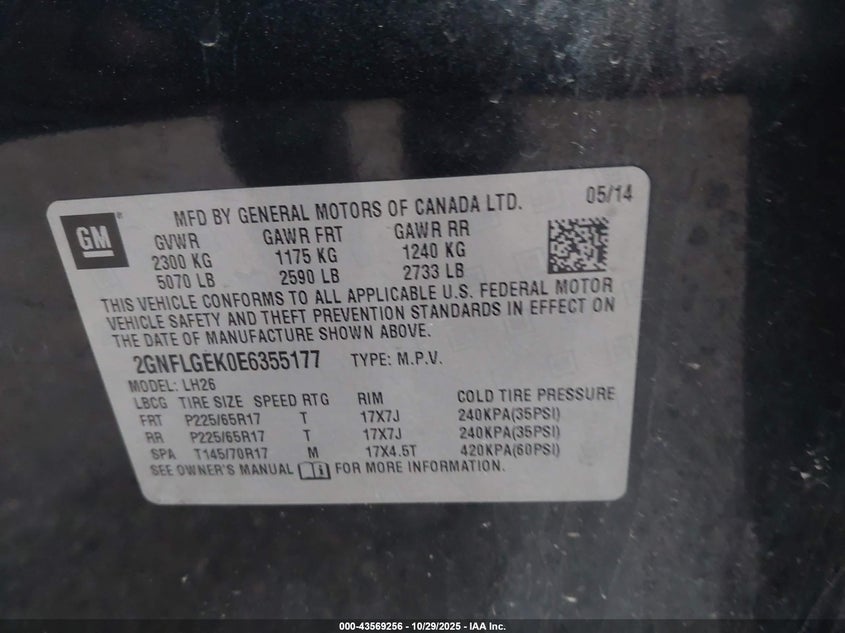 GM
MFD BY GENERAL MOTORS OF CANADA LTD. 05/14
GVWR GAWR FRT GAWR RR
2300 KG 1175 KG 1240 KG
5070 LB 2590 LB 2733 LB
THIS VEHICLE CONFORMS TO ALL APPLICABLE U.S. FEDERAL MOTOR
VEHICLE SAFETY AND THEFT PREVENTION STANDARDS IN EFFECT ON
THE DATE OF MANUFACTURE SHOWN ABOVE.
2GNFLGEK0E6355177 TYPE: M.P.V.
MODEL: LH26
LBCG TIRE SIZE SPEED RTG RIM COLD TIRE PRESSURE
FRT P225/65R17 T 17X7J 240KPA(35PSI)
RR P225/65R17 T 17X7J 240KPA(35PSI)
SPA T145/70R17 M 17X4.5T 420KPA(60PSI)
SEE OWNER'S MANUAL FOR MORE INFORMATION.
000-43569256 - 10/29/2025 - IAA Inc.